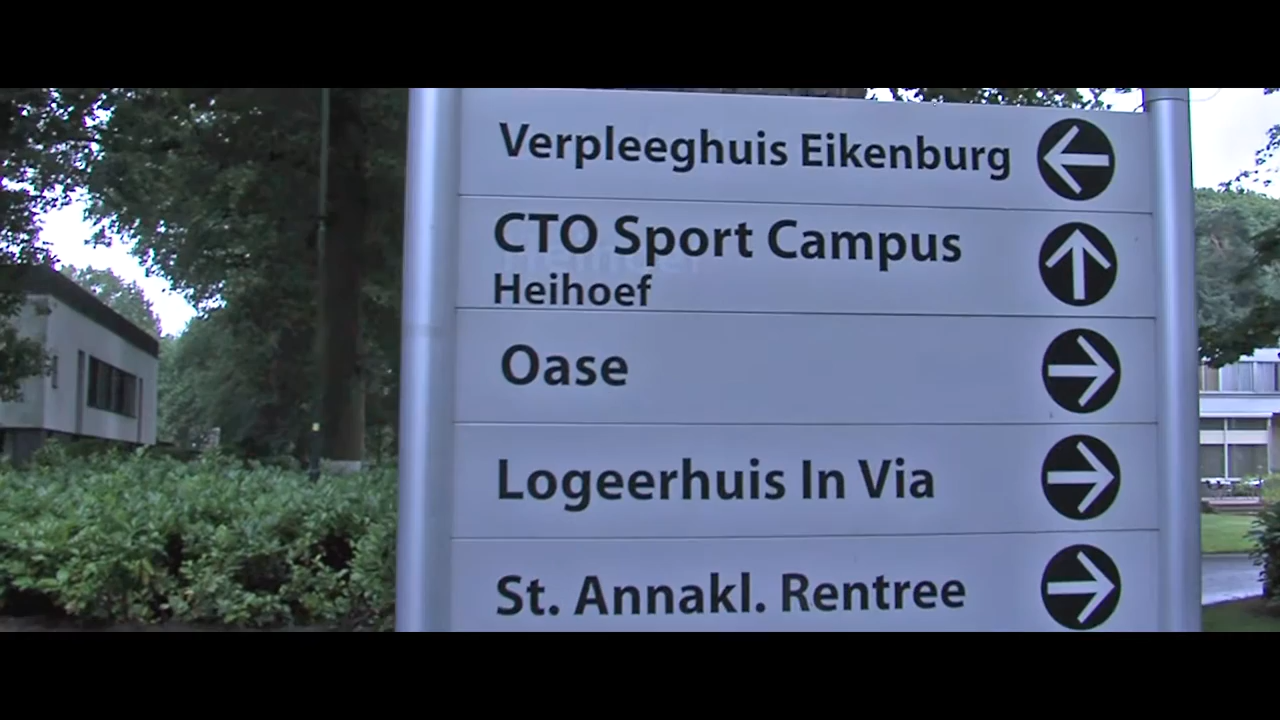 Verpleeghuis Eikenburg
CTO Sport Campus
Heihoef
Oase
Logeerhuis In Via
St. Annakl. Rentree